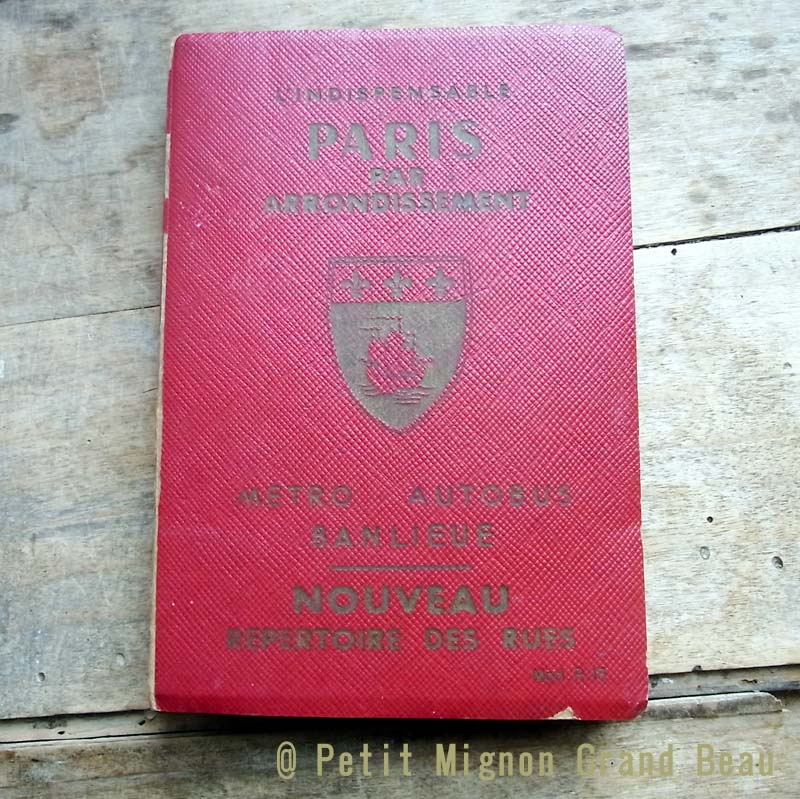 L'INDISPENSABLE
PARIS
PAR
ARRONDISSEMENT
METRO AUTOBUS
BANLIEUE
NOUVEAU
REPERTOIRE DES RUES
@ Petit Mignon Grand Beau